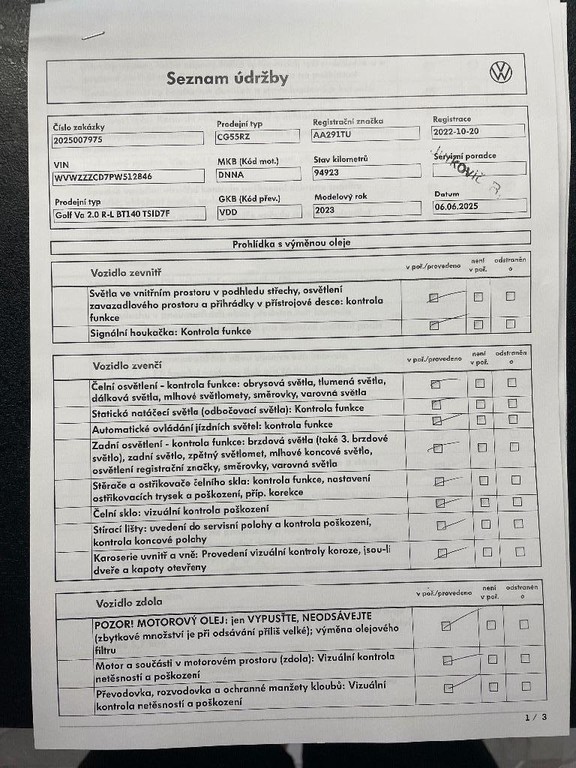 Seznam údržby
Číslo zakázky
2025007975
Prodejní typ
CG55RZ
Registrační značka
AA291TU
Registrace
2022-10-20
VIN
WVWZZZCD7PW512846
MKB (Kód mot.)
DNNA
Stav kilometrů
94923
Servisní poradce
Prodejní typ
Golf Va 2.0 R-L BT140 TSID7F
GKB (Kód přev.)
VDD
Modelový rok
2023
Datum
06.06.2025
Prohlídka s výměnou oleje
Vozidlo zevnitř
v poř./provedeno
není
v poř.
odstraněn
o
Světla ve vnitřním prostoru v podhledu střechy, osvětlení
zavazadlového prostoru a přihrádky v přístrojové desce: kontrola
funkce
Signální houkačka: Kontrola funkce
Vozidlo zvenčí
v poř./provedeno
není
v poř.
odstraněn
o
Čelní osvětlení - kontrola funkce: obrysová světla, tlumená světla,
dálková světla, mlhové světlomety, směrovky, varovná světla
Statická natáčecí světla (odbočovací světla): Kontrola funkce
Automatické ovládání jízdních světel: kontrola funkce
Zadní osvětlení - kontrola funkce: brzdová světla (také 3. brzdové
světlo), zadní světlo, zpětný světlomet, mlhové koncové světlo,
osvětlení registrační značky, směrovky, varovná světla
Stěrače a ostřikovače čelního skla: kontrola funkce, nastavení
ostřikovacích trysek a poškození, příp. korekce
Čelní sklo: vizuální kontrola poškození
Stírací lišty: uvedení do servisní polohy a kontrola poškození,
kontrola koncové polohy
Karoserie uvnitř a vně: Provedení vizuální kontroly koroze, jsou-li
dveře a kapoty otevřeny
Vozidlo zdola
v poř./provedeno
není
v poř.
odstraněn
o
POZOR! MOTOROVÝ OLEJ: jen VYPUSŤTE, NEODSÁVEJTE
(zbytkové množství je při odsávání příliš velké); výměna olejového
filtru
Motor a součásti v motorovém prostoru (zdola): Vizuální kontrola
netěsností a poškození
Převodovka, rozvodovka a ochranné manžety kloubů: Vizuální
kontrola netěsností a poškození
1 / 3